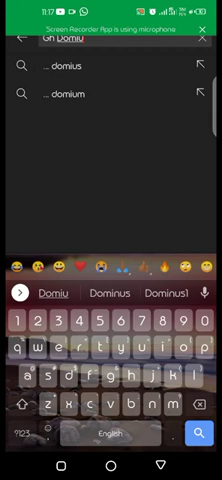 11:17
Screen Recorder App is using microphone
Gh Domiu
... domius
... domium
Domiu Dominus Dominus1
1 2 3 4 5 6 7 8 9 0
q w e r t y u i o p
a s d f g h j k l
z x c v b n m
?123 , English .